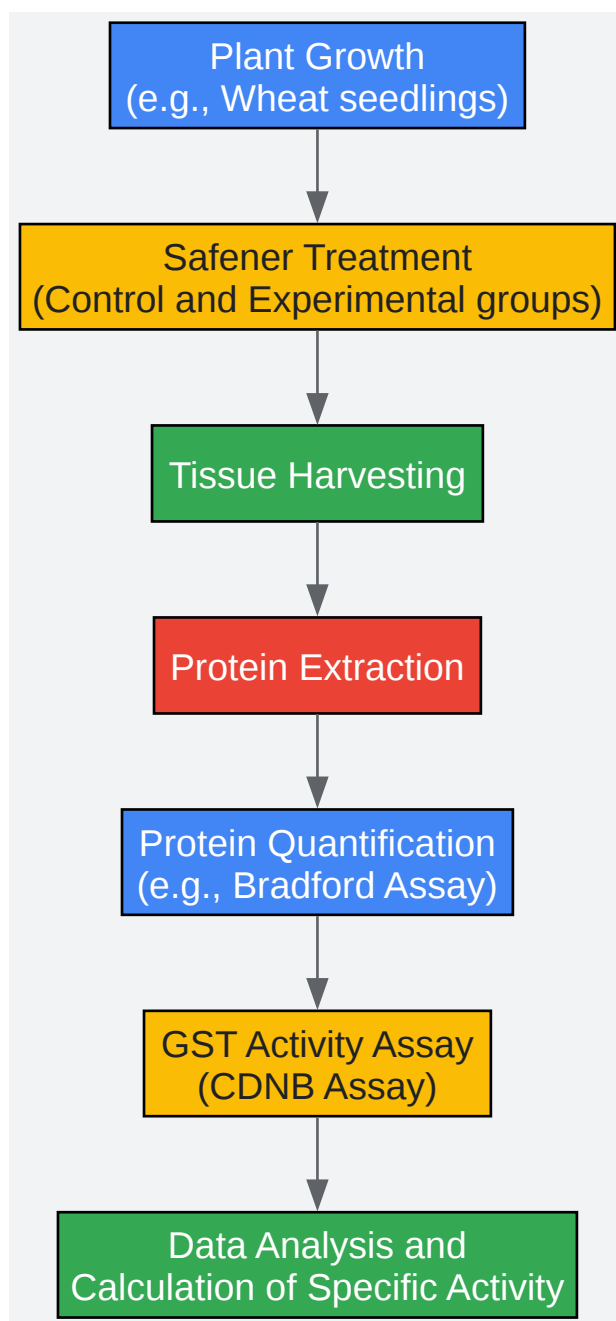 Plant Growth
(e.g., Wheat seedlings)
Safener Treatment
(Control and Experimental groups)
Tissue Harvesting
Protein Extraction
Protein Quantification
(e.g., Bradford Assay)
GST Activity Assay
(CDNB Assay)
Data Analysis and
Calculation of Specific Activity